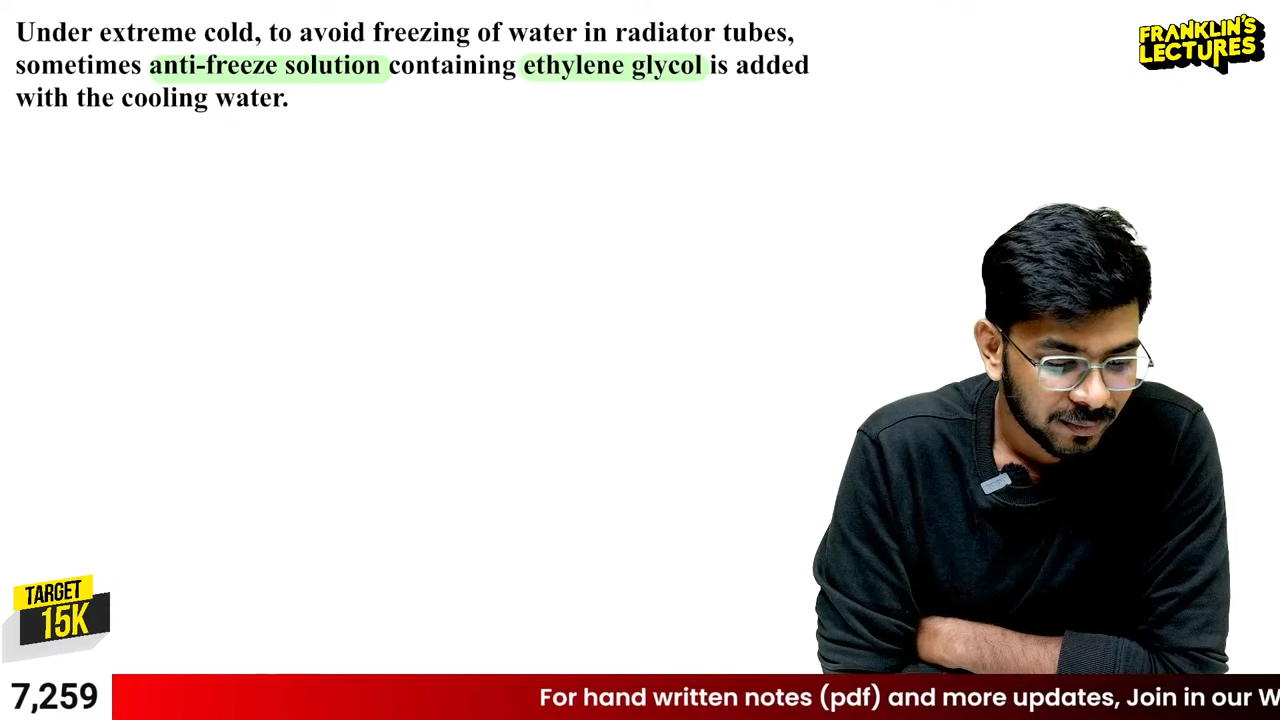 Under extreme cold, to avoid freezing of water in radiator tubes,
sometimes anti-freeze solution containing ethylene glycol is added
with the cooling water.
FRANKLIN'S
LECTURES
TARGET
15K
7,259
For hand written notes (pdf) and more updates, Join in our W